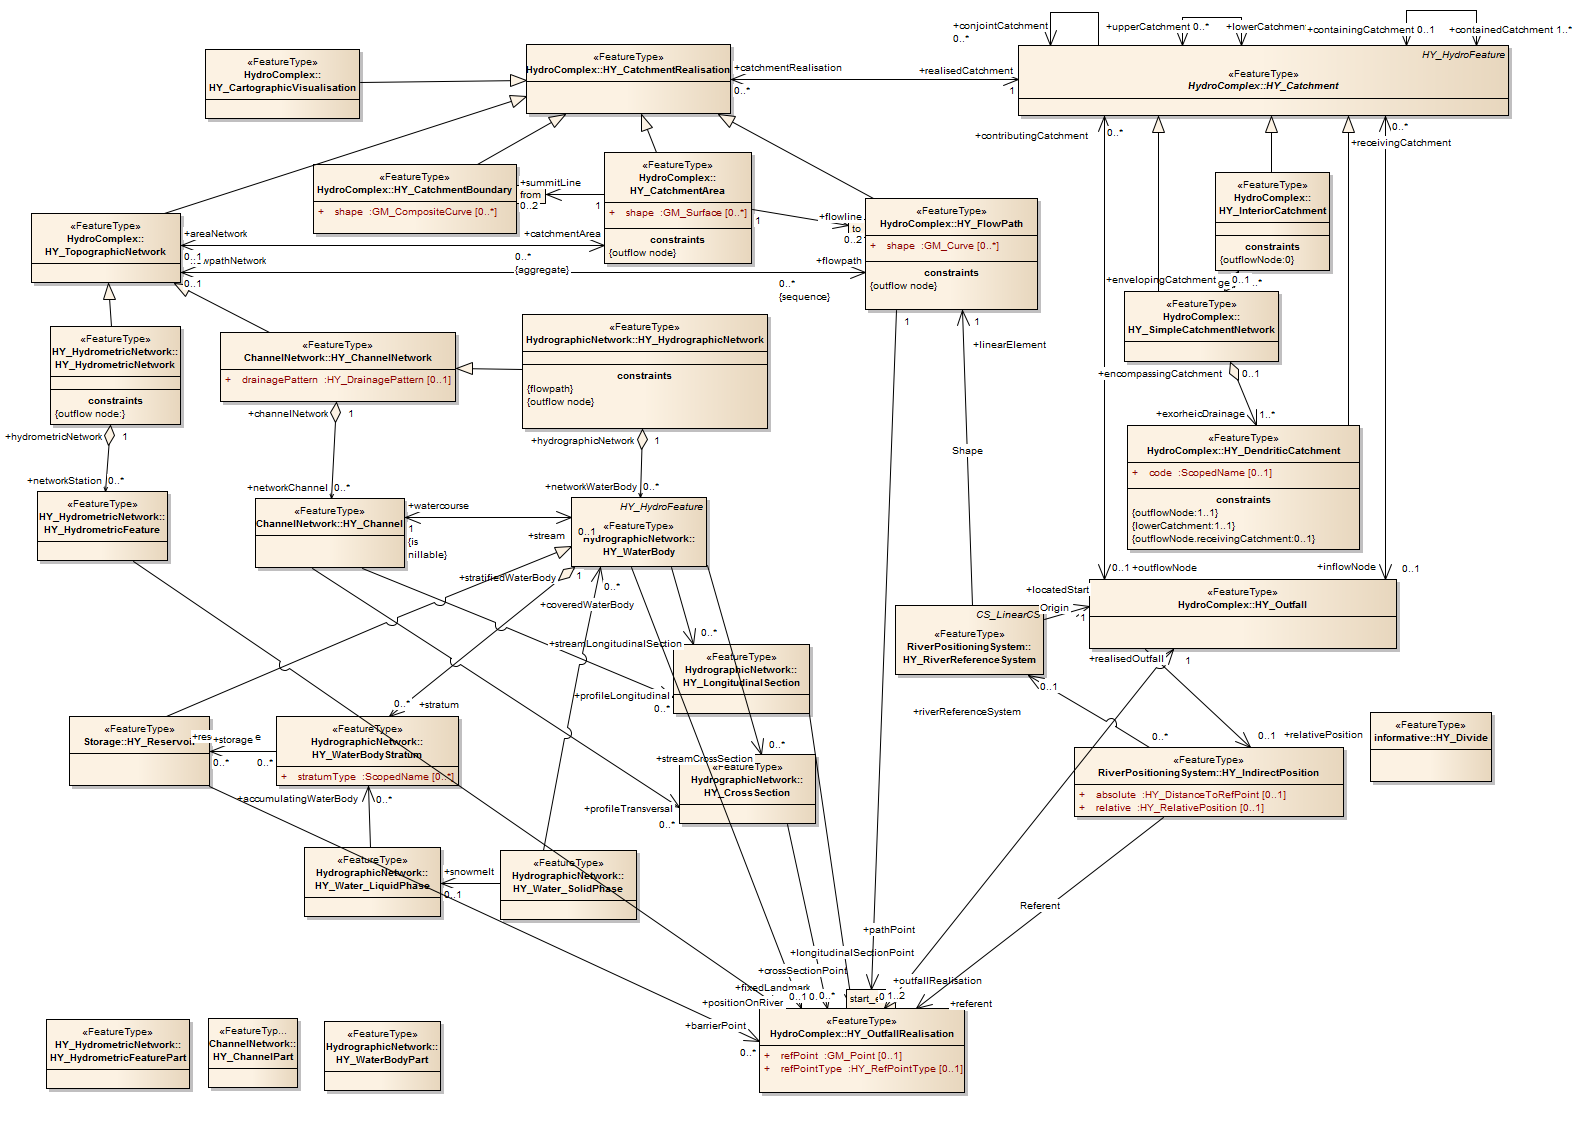 +conjointCatchment
0..*
+upperCatchment 0..*
+lowerCatchment
+containingCatchment 0..1
+containedCatchment 1..*
HY_HydroFeature
«FeatureType»
HydroComplex::HY_Catchment
«FeatureType»
HydroComplex::
HY_CartographicVisualisation
«FeatureType»
HydroComplex::HY_CatchmentRealisation
+catchmentRealisation
0..*
+realisedCatchment
1
+contributingCatchment
0..*
0..*
+receivingCatchment
«FeatureType»
HydroComplex::HY_CatchmentBoundary
+ shape :GM_CompositeCurve [0..*]
+summitLine
from
0..2
1
«FeatureType»
HydroComplex::
HY_CatchmentArea
+ shape :GM_Surface [0..*]
constraints
{outflow node}
1
+flowline
to
0..2
«FeatureType»
HydroComplex::HY_FlowPath
+ shape :GM_Curve [0..*]
constraints
{outflow node}
«FeatureType»
HydroComplex::
HY_InteriorCatchment
constraints
{outflowNode:0}
«FeatureType»
HydroComplex::
HY_TopographicNetwork
+areaNetwork
0..1
wpathNetwork
0..1
+catchmentArea
0..*
{aggregate}
+flowpath
0..*
{sequence}
+envelopingCatchment
0..1
ge
..*
«FeatureType»
HydroComplex::
HY_SimpleCatchmentNetwork
0..1
+encompassingCatchment
+exorheicDrainage
1..*
«FeatureType»
HydroComplex::HY_DendriticCatchment
+ code :ScopedName [0..1]
constraints
{outflowNode:1..1}
{lowerCatchment:1..1}
{outflowNode.receivingCatchment:0..1}
«FeatureType»
HY_HydrometricNetwork::
HY_HydrometricNetwork
constraints
{outflow node:}
«FeatureType»
ChannelNetwork::HY_ChannelNetwork
+ drainagePattern :HY_DrainagePattern [0..1]
«FeatureType»
HydrographicNetwork::HY_HydrographicNetwork
constraints
{flowpath}
{outflow node}
1
1
+linearElement
Shape
+hydrometricNetwork
1
+channelNetwork
1
+hydrographicNetwork
1
+networkStation
0..*
+networkChannel
0..*
+networkWaterBody
0..*
«FeatureType»
HY_HydrometricNetwork::
HY_HydrometricFeature
«FeatureType»
ChannelNetwork::HY_Channel
+watercourse
1
{is
nillable}
+stream
0..1
HY_HydroFeature
«FeatureType»
Hydrographic­Network::
HY_WaterBody
+stratifiedWaterBody
1
+coveredWaterBody
0..*
0..1
+outflowNode
+inflowNode
0..1
+locatedStart
Origin
1
«FeatureType»
HydroComplex::HY_Outfall
CS_LinearCS
«FeatureType»
RiverPositioningSystem::
HY_RiverReferenceSystem
+realisedOutfall
1
0..1
+riverReferenceSystem
0..*
0..1
+relativePosition
+streamLongitudinalSection
0..*
«FeatureType»
HydrographicNetwork::
HY_LongitudinalSection
+profileLongitudinal
0..*
0..*
+stratum
«FeatureType»
Storage::HY_Reservoir
+res
+storage
e
0..*
0..*
«FeatureType»
HydrographicNetwork::
HY_WaterBodyStratum
+ stratumType :ScopedName [0..*]
+accumulatingWaterBody
0..*
+streamCrossSection
0..*
«FeatureType»
HydrographicNetwork::
HY_CrossSection
+profileTransversal
0..*
«FeatureType»
RiverPositioningSystem::HY_IndirectPosition
+ absolute :HY_DistanceToRefPoint [0..1]
+ relative :HY_RelativePosition [0..1]
«FeatureType»
informative::HY_Divide
«FeatureType»
HydrographicNetwork::
HY_Water_LiquidPhase
+snowmelt
0..1
«FeatureType»
HydrographicNetwork::
HY_Water_SolidPhase
Referent
+pathPoint
+longitudinalSectionPoint
+crossSectionPoint
+fixedLandmark
+positionOnRiver
+barrierPoint
0..*
0..1
0..*
start_e
0..2
+outfallRealisation
+referent
«FeatureType»
HydroComplex::HY_OutfallRealisation
+ refPoint :GM_Point [0..1]
+ refPointType :HY_RefPointType [0..1]
«FeatureType»
HY_HydrometricNetwork::
HY_HydrometricFeaturePart
«FeatureTyp...
ChannelNetwork::
HY_ChannelPart
«FeatureType»
HydrographicNetwork::
HY_WaterBodyPart